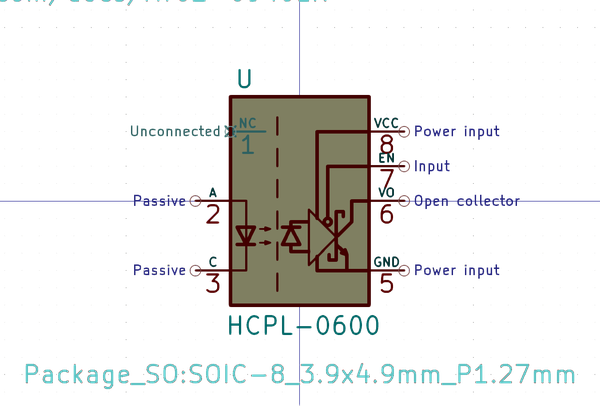 U
NC
Unconnected
1
VCC
Power input
8
EN
Input
7
A
Passive
2
VO
Open collector
6
C
Passive
3
GND
Power input
5
HCPL-0600
Package_SO:SOIC-8_3.9x4.9mm_P1.27mm